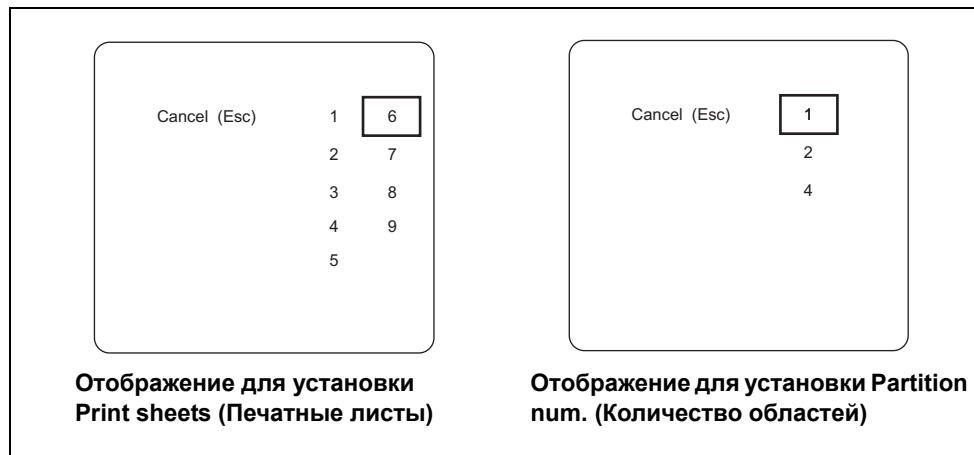 Cancel (Esc) 1 6
2 7
3 8
4 9
5
Отображение для установки
Print sheets (Печатные листы)
Cancel (Esc) 1
2
4
Отображение для установки Partition
num. (Количество областей)